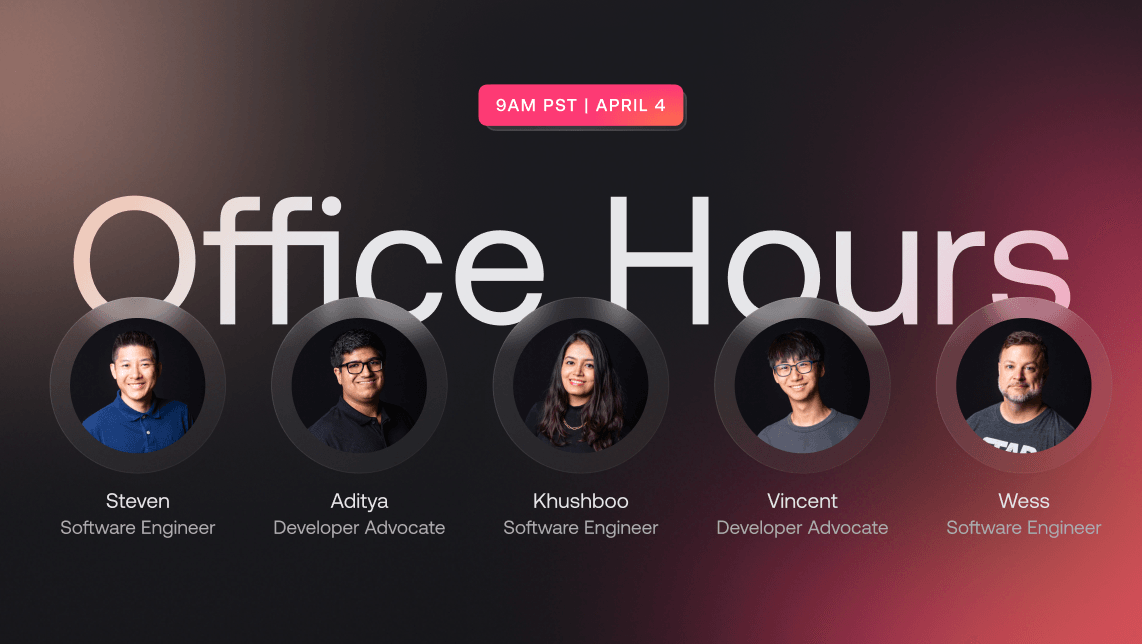 9AM PST | APRIL 4
Office Hours
Steven
Software Engineer
Aditya
Developer Advocate
Khushboo
Software Engineer
Vincent
Developer Advocate
Wess
Software Engineer